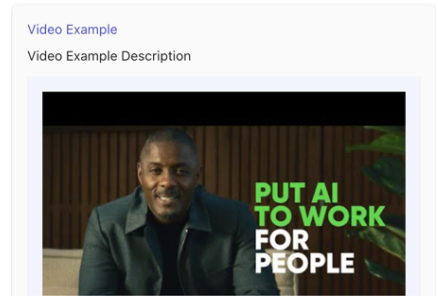 Video Example
Video Example Description
PUT AI
TO WORK
FOR
PEOPLE